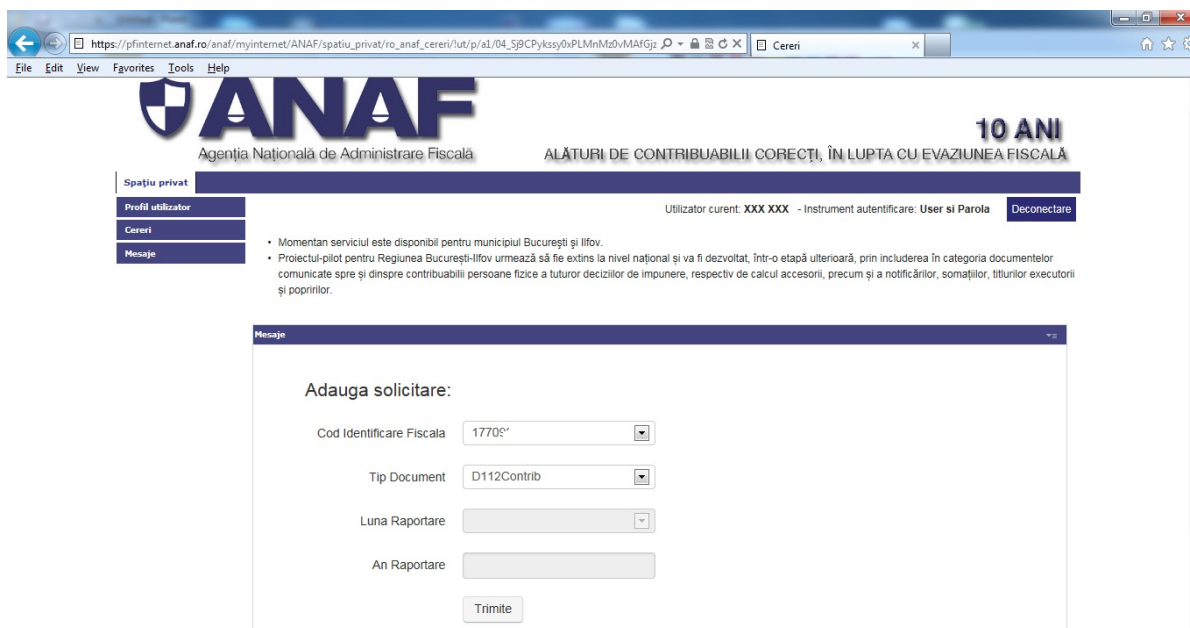 https://pfinternet.anaf.ro/anaf/myinternet/ANAF/spatiu_privat/ro_anaf_cereri/!ut/p/a1/04_Sj9CPykssy0xPLMnMz0vMAfGjz
Cereri
File Edit View Favorites Tools Help
ANAF
Agenția Națională de Administrare Fiscală
10 ANI
ALĂTURI DE CONTRIBUABILII CORECȚI, ÎN LUPTA CU EVAZIUNEA FISCALĂ
Spațiu privat
Profil utilizator
Cereri
Mesaje
Utilizator curent: XXX XXX - Instrument autentificare: User si Parola
Deconectare
• Momentan serviciul este disponibil pentru municipiul București și Ilfov.
• Proiectul-pilot pentru Regiunea București-Ilfov urmează să fie extins la nivel național și va fi dezvoltat, într-o etapă ulterioară, prin includerea în categoria documentelor
comunicate spre și dinspre contribuabilii persoane fizice a tuturor deciziilor de impunere, respectiv de calcul accesorii, precum și a notificărilor, somațiilor, titlurilor executorii
și popririlor.
Mesaje
Adauga solicitare:
Cod Identificare Fiscala
Tip Document D112Contrib
Luna Raportare
An Raportare
Trimite